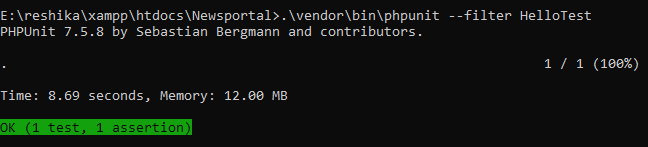 E:\reshika\xampp\htdocs\Newsportal>.\vendor\bin\phpunit --filter HelloTest
PHPUnit 7.5.8 by Sebastian Bergmann and contributors.
. 1 / 1 (100%)
Time: 8.69 seconds, Memory: 12.00 MB
OK (1 test, 1 assertion)